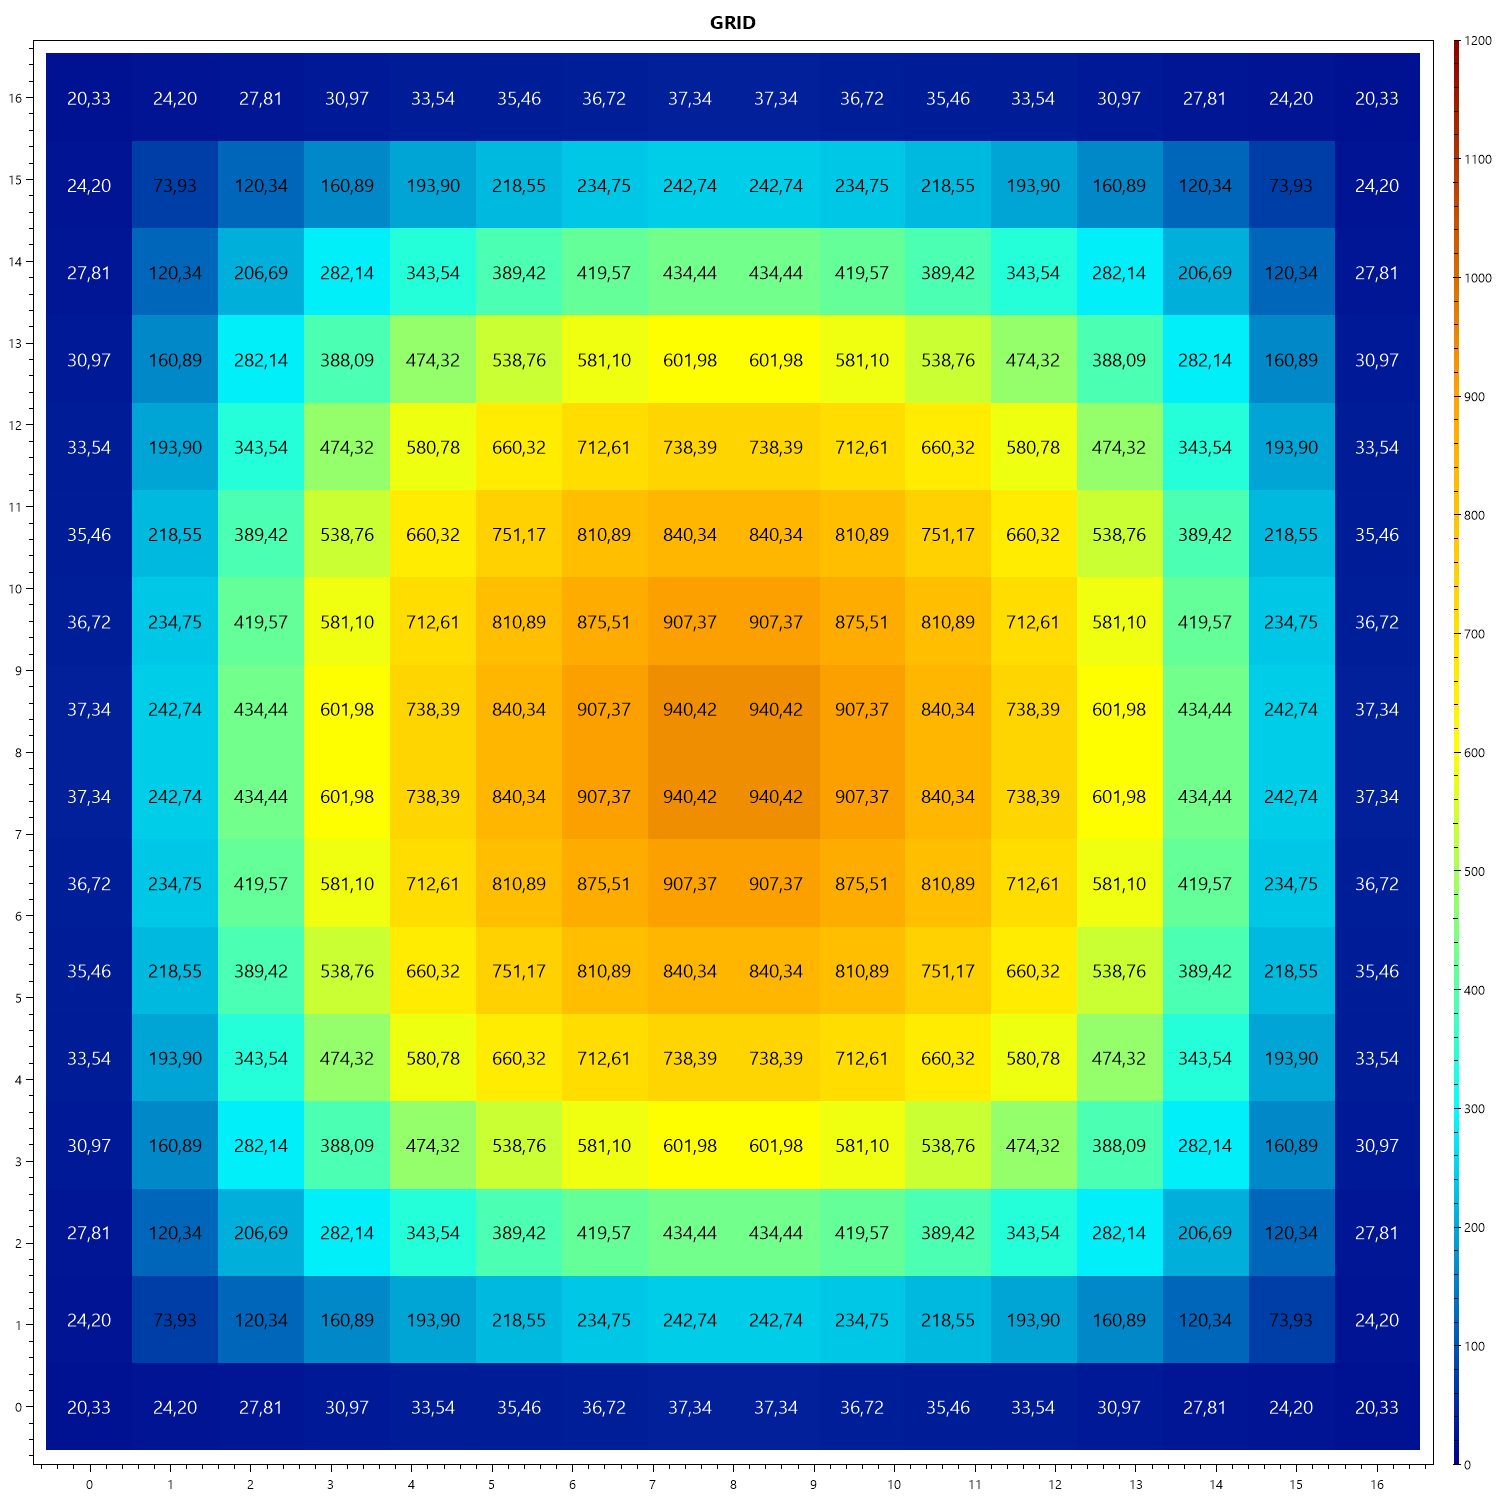 GRID
16 20,33 24,20 27,81 30,97 33,54 35,46 36,72 37,34 37,34 36,72 35,46 33,54 30,97 27,81 24,20 20,33
15 24,20 73,93 120,34 160,89 193,90 218,55 234,75 242,74 242,74 234,75 218,55 193,90 160,89 120,34 73,93 24,20
14 27,81 120,34 206,69 282,14 343,54 389,42 419,57 434,44 434,44 419,57 389,42 343,54 282,14 206,69 120,34 27,81
13 30,97 160,89 282,14 388,09 474,32 538,76 581,10 601,98 601,98 581,10 538,76 474,32 388,09 282,14 160,89 30,97
12 33,54 193,90 343,54 474,32 580,78 660,32 712,61 738,39 738,39 712,61 660,32 580,78 474,32 343,54 193,90 33,54
11 35,46 218,55 389,42 538,76 660,32 751,17 810,89 840,34 840,34 810,89 751,17 660,32 538,76 389,42 218,55 35,46
10 36,72 234,75 419,57 581,10 712,61 810,89 875,51 907,37 907,37 875,51 810,89 712,61 581,10 419,57 234,75 36,72
9 37,34 242,74 434,44 601,98 738,39 840,34 907,37 940,42 940,42 907,37 840,34 738,39 601,98 434,44 242,74 37,34
8
37,34 242,74 434,44 601,98 738,39 840,34 907,37 940,42 940,42 907,37 840,34 738,39 601,98 434,44 242,74 37,34
7
36,72 234,75 419,57 581,10 712,61 810,89 875,51 907,37 907,37 875,51 810,89 712,61 581,10 419,57 234,75 36,72
6
35,46 218,55 389,42 538,76 660,32 751,17 810,89 840,34 840,34 810,89 751,17 660,32 538,76 389,42 218,55 35,46
5
33,54 193,90 343,54 474,32 580,78 660,32 712,61 738,39 738,39 712,61 660,32 580,78 474,32 343,54 193,90 33,54
4
30,97 160,89 282,14 388,09 474,32 538,76 581,10 601,98 601,98 581,10 538,76 474,32 388,09 282,14 160,89 30,97
3
27,81 120,34 206,69 282,14 343,54 389,42 419,57 434,44 434,44 419,57 389,42 343,54 282,14 206,69 120,34 27,81
2
24,20 73,93 120,34 160,89 193,90 218,55 234,75 242,74 242,74 234,75 218,55 193,90 160,89 120,34 73,93 24,20
1
20,33 24,20 27,81 30,97 33,54 35,46 36,72 37,34 37,34 36,72 35,46 33,54 30,97 27,81 24,20 20,33
0
0 1 2 3 4 5 6 7 8 9 10 11 12 13 14 15 16
1200
1100
1000
900
800
700
600
500
400
300
200
100
0